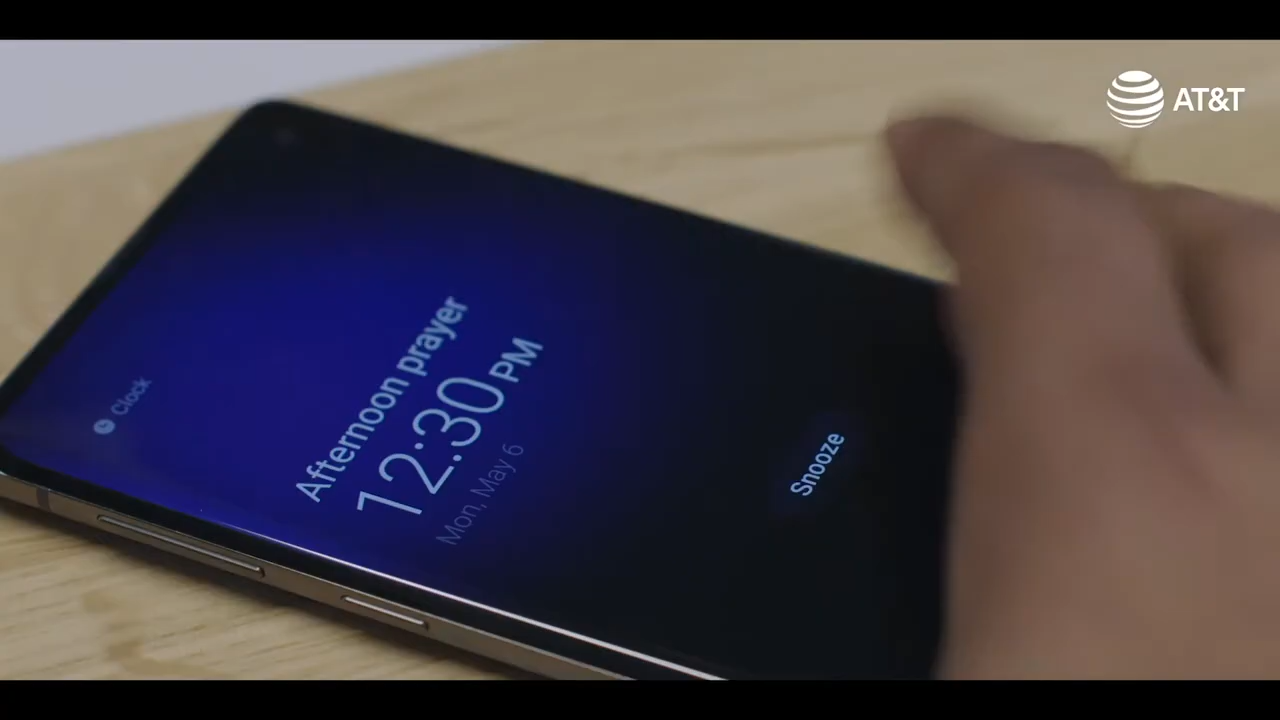 AT&T
Clock
Afternoon prayer
12:30 PM
Mon, May 6
Snooze